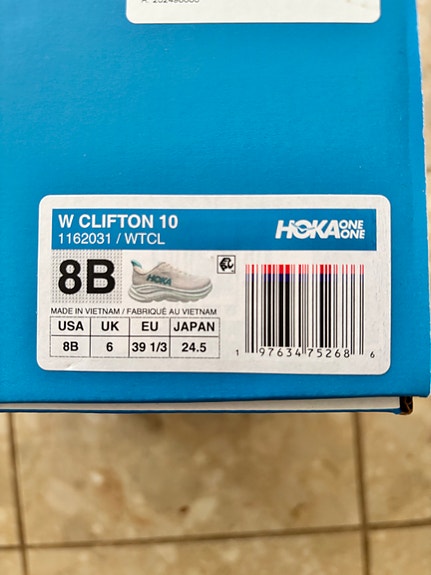 W CLIFTON 10
1162031 / WTCL
HOKA ONE ONE
8B
HOKA
MADE IN VIETNAM / FABRIQUÉ AU VIETNAM
USA UK EU JAPAN
8B 6 39 1/3 24.5
1 97634 75268 6